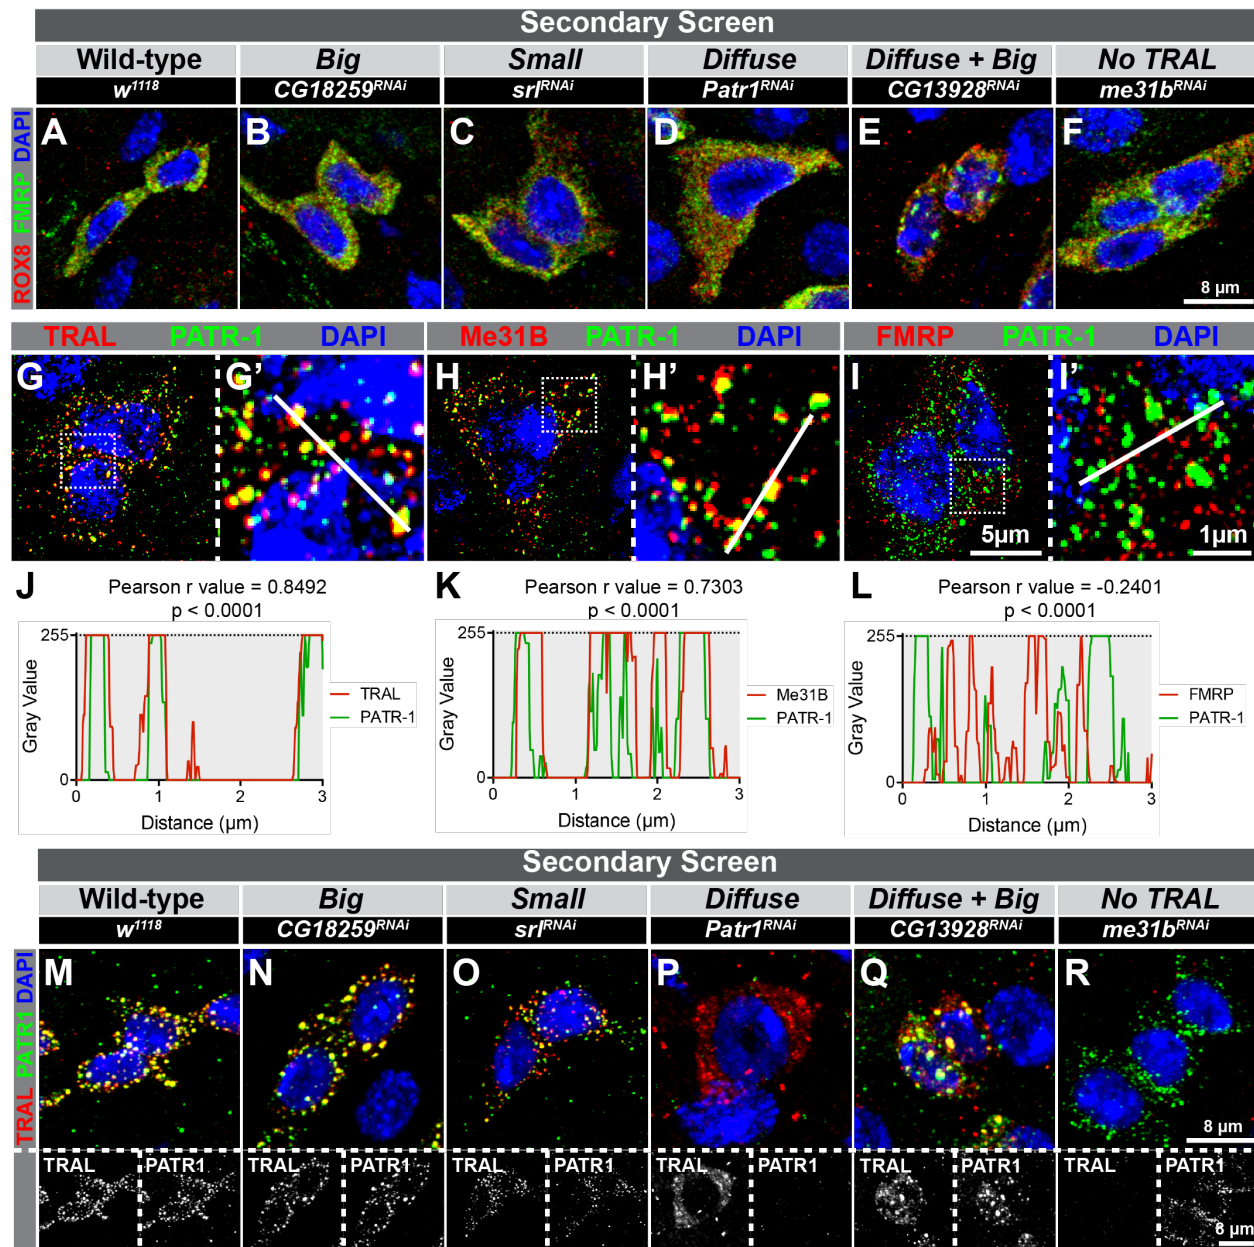 Secondary Screen
Wild-type Big Small Diffuse Diffuse + Big No TRAL
w1118 CG18259RNAi srlRNAi Patr1RNAi CG13928RNAi me31bRNAi
ROX8 FMRP DAPI
A B C D E F
8 µm
TRAL PATR-1 DAPI Me31B PATR-1 DAPI FMRP PATR-1 DAPI
G G' H H' I I'
5µm 1µm
J K L
Pearson r value = 0.8492
p < 0.0001
255
0
Gray Value
TRAL
PATR-1
0 1 2 3
Distance (µm)
Pearson r value = 0.7303
p < 0.0001
255
0
Gray Value
Me31B
PATR-1
0 1 2 3
Distance (µm)
Pearson r value = -0.2401
p < 0.0001
255
0
Gray Value
FMRP
PATR-1
0 1 2 3
Distance (µm)
Secondary Screen
Wild-type Big Small Diffuse Diffuse + Big No TRAL
w1118 CG18259RNAi srlRNAi Patr1RNAi CG13928RNAi me31bRNAi
TRAL PATR1 DAPI
M N O P Q R
8 µm
TRAL PATR1 TRAL PATR1 TRAL PATR1 TRAL PATR1 TRAL PATR1 TRAL PATR1
8 µm